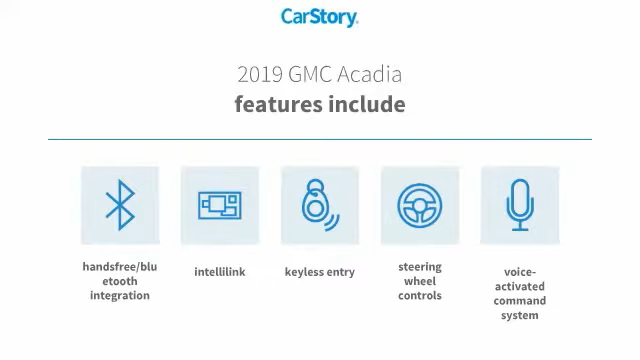 CarStory.
2019 GMC Acadia
features include
handsfree/blu
etooth
integration
intellilink
keyless entry
steering
wheel
controls
voice-
activated
command
system